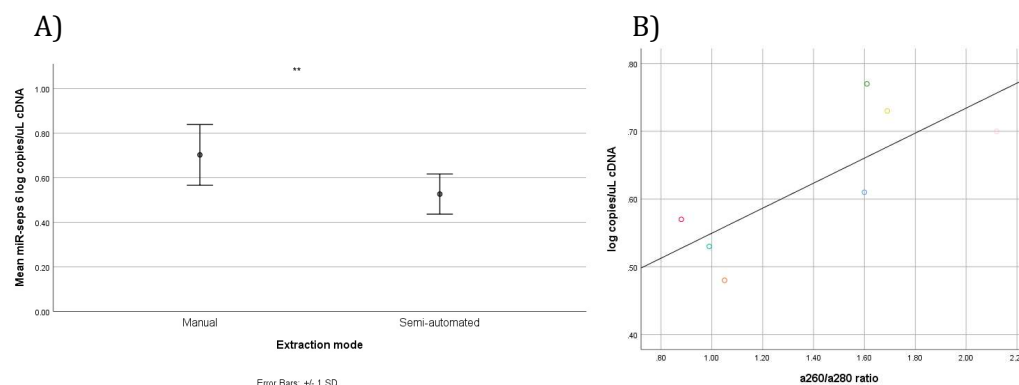 A)
**
Mean miR-seps 6 log copies/uL cDNA
1.00
0.80
0.60
0.40
0.20
0.00
Manual
Semi-automated
Extraction mode
Error Bars: +/- 1 SD
B)
log copies/uL cDNA
.80
.70
.60
.50
.40
.80
1.00
1.20
1.40
1.60
1.80
2.00
a260/a280 ratio